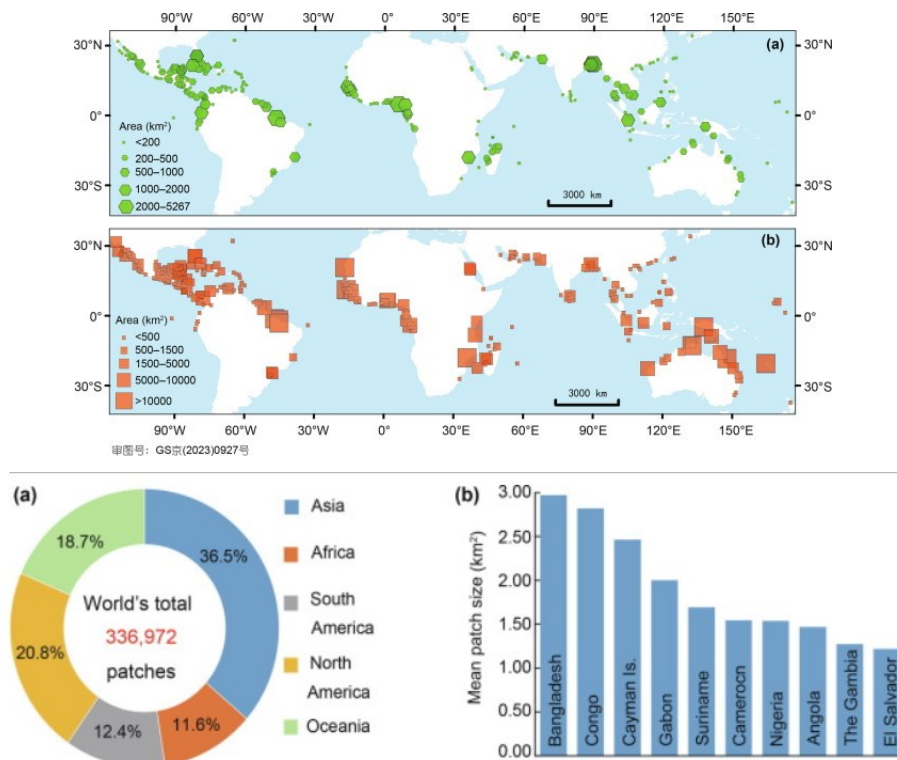 90°W 60°W 30°W 0° 30°E 60°E 90°E 120°E 150°E
30°N 30°N
(a)
0° 0°
Area (km²)
<200
200–500
500–1000
1000–2000
2000–5267
30°S 30°S
3000 km
30°N 30°N
(b)
0° 0°
Area (km²)
<500
500–1500
1500–5000
5000–10000
>10000
30°S 30°S
3000 km
90°W 60°W 30°W 0° 30°E 60°E 90°E 120°E 150°E
审图号：GS京(2023)0927号
(a)
18.7%
36.5%
20.8%
12.4%
11.6%
World's total
336,972
patches
Asia
Africa
South
America
North
America
Oceania
(b)
Mean patch size (km²)
3.00
2.50
2.00
1.50
1.00
0.50
0.00
Bangladesh
Congo
Cayman Is.
Gabon
Suriname
Camerocn
Nigeria
Angola
The Gambia
El Salvador